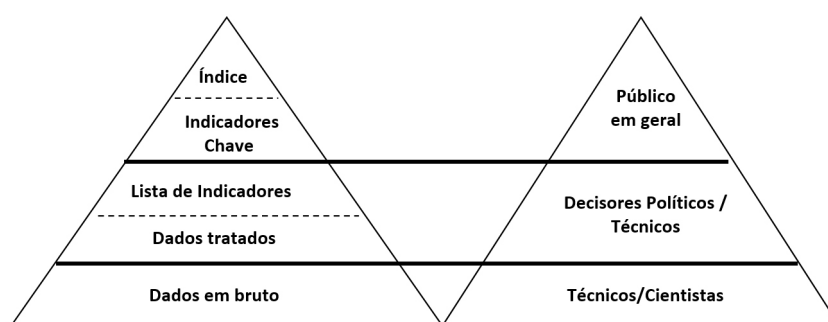 Índice
Indicadores
Chave
Lista de Indicadores
Dados tratados
Dados em bruto
Público
em geral
Decisores Políticos /
Técnicos
Técnicos/Cientistas